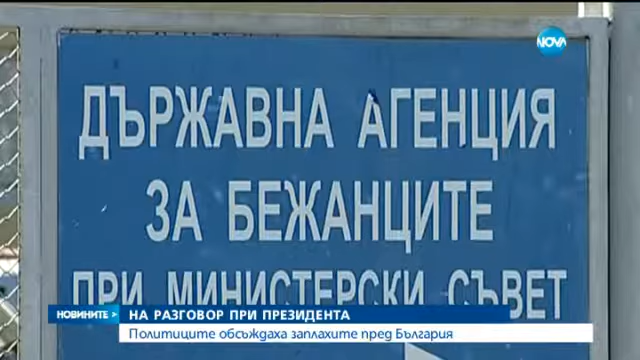 NOVA
ДЪРЖАВНА АГЕНЦИЯ
ЗА БЕЖАНЦИТЕ
ПРИ МИНИСТЕРСКИ СЪВЕТ
НОВИНИТЕ >
НА РАЗГОВОР ПРИ ПРЕЗИДЕНТА
Политиците обсъждаха заплахите пред България